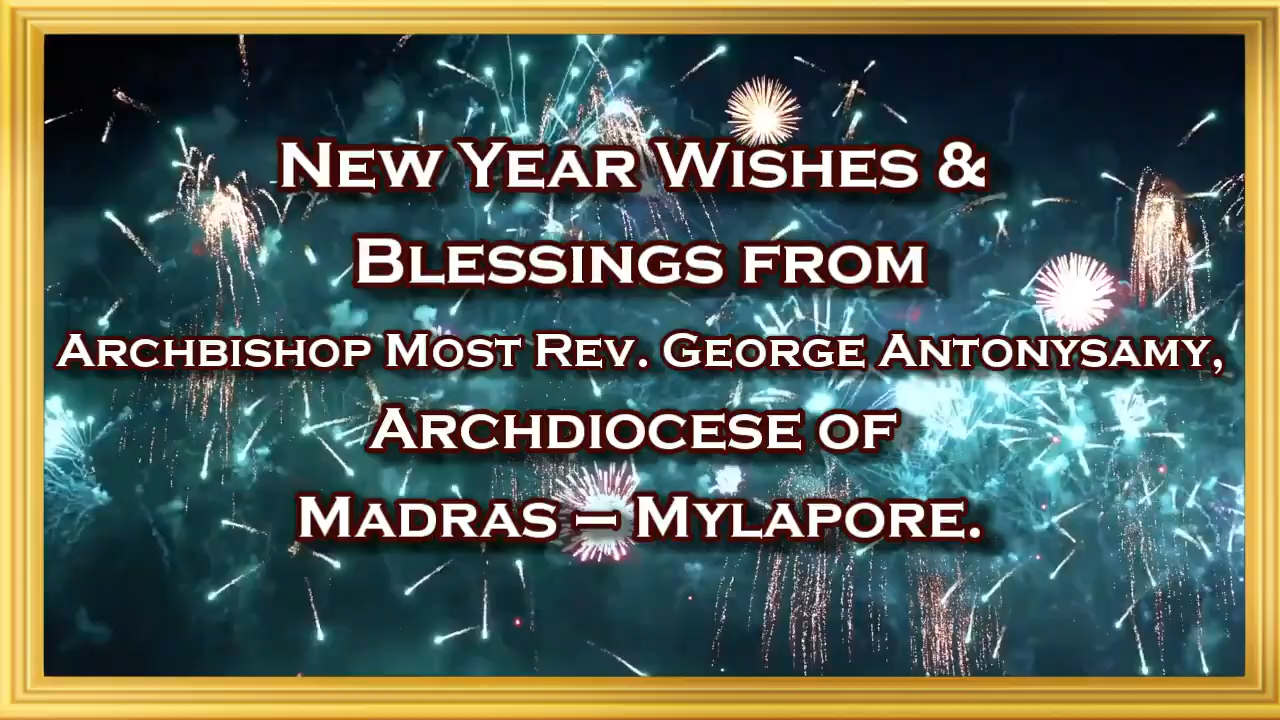 New Year Wishes &
Blessings from
Archbishop Most Rev. George Antonysamy,
Archdiocese of
Madras – Mylapore.